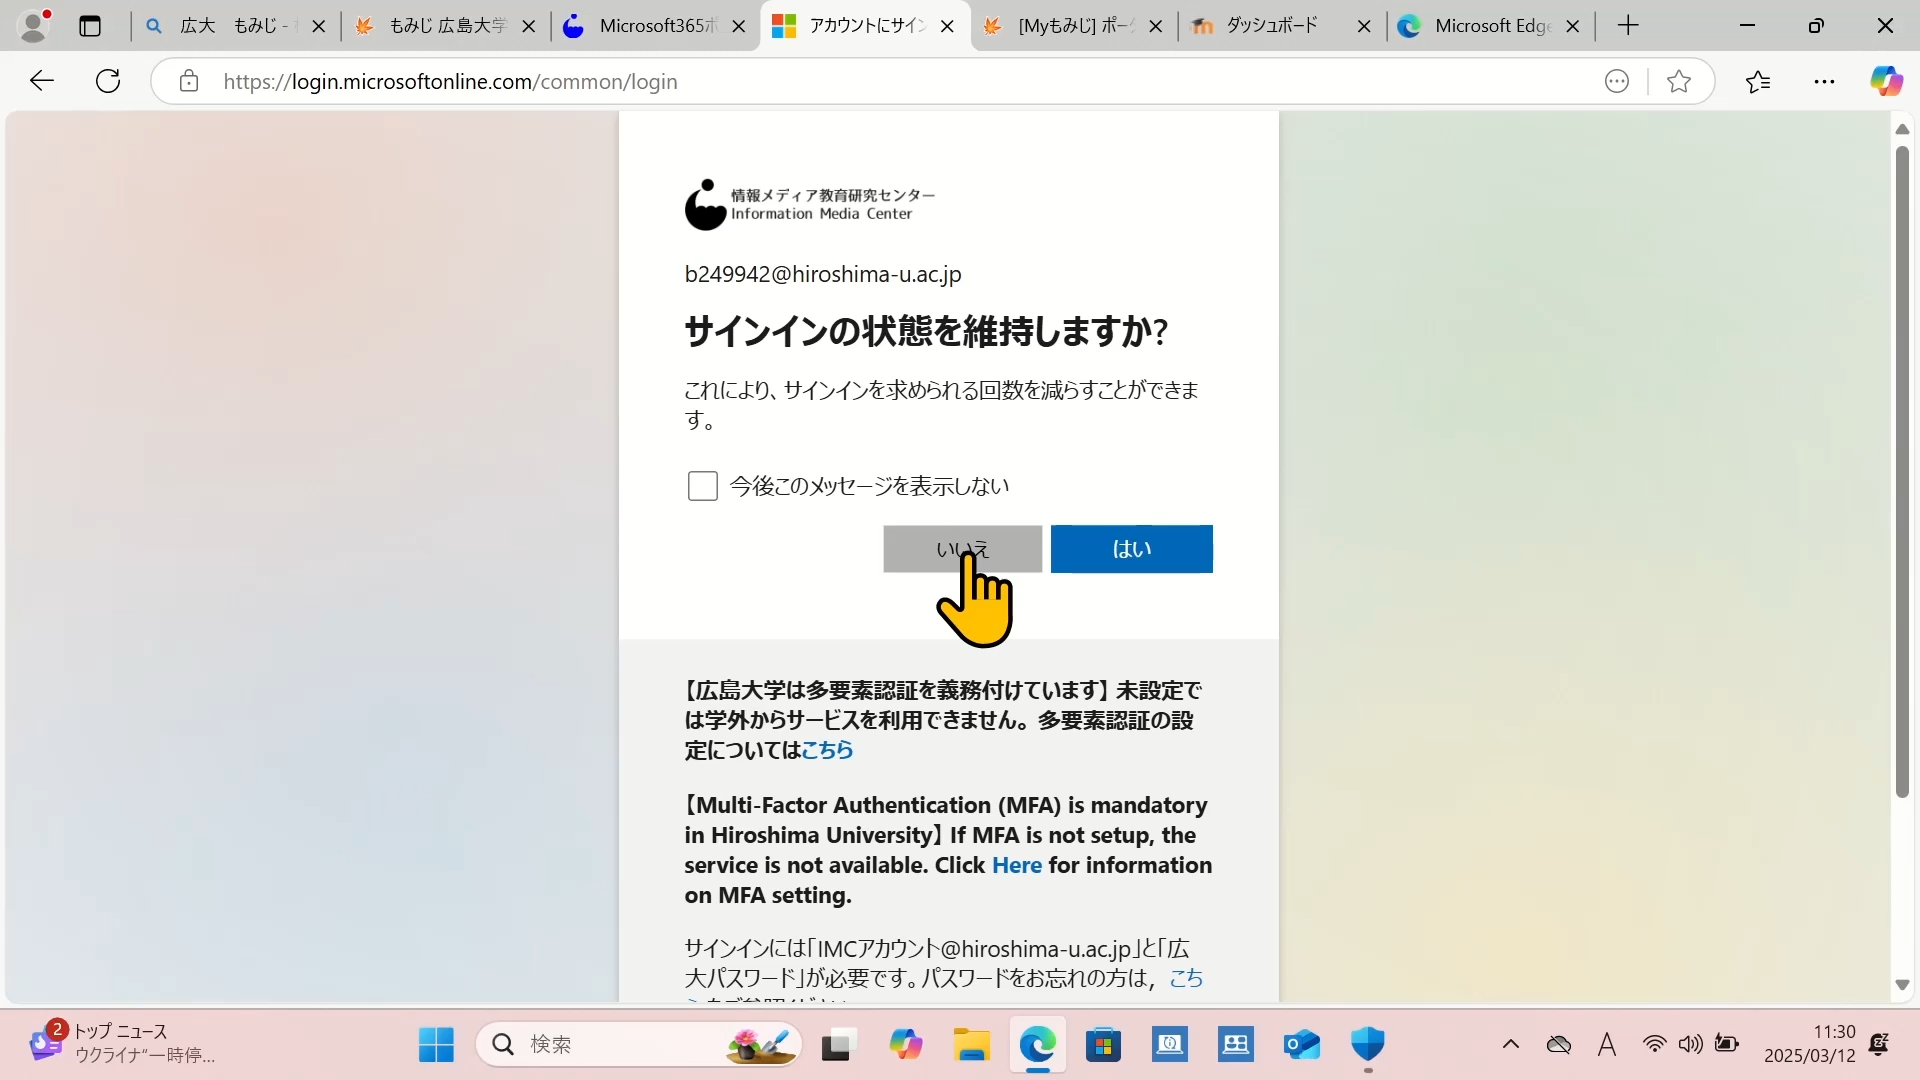 広大 もみじ -
もみじ 広島大学
Microsoft365ポ
アカウントにサイン
[Myもみじ] ポー
ダッシュボード
Microsoft Edge
https://login.microsoftonline.com/common/login
情報メディア教育研究センター
Information Media Center
b249942@hiroshima-u.ac.jp
サインインの状態を維持しますか?
これにより、サインインを求められる回数を減らすことができま
す。
今後このメッセージを表示しない
いいえ
はい
【広島大学は多要素認証を義務付けています】 未設定で
は学外からサービスを利用できません。多要素認証の設
定についてはこちら
【Multi-Factor Authentication (MFA) is mandatory
in Hiroshima University】 If MFA is not setup, the
service is not available. Click Here for information
on MFA setting.
サインインには「IMCアカウント@hiroshima-u.ac.jp」と「広
大パスワード」が必要です。パスワードをお忘れの方は，こち
2
トップ ニュース
ウクライナ"一時停...
検索
A
11:30
2025/03/12